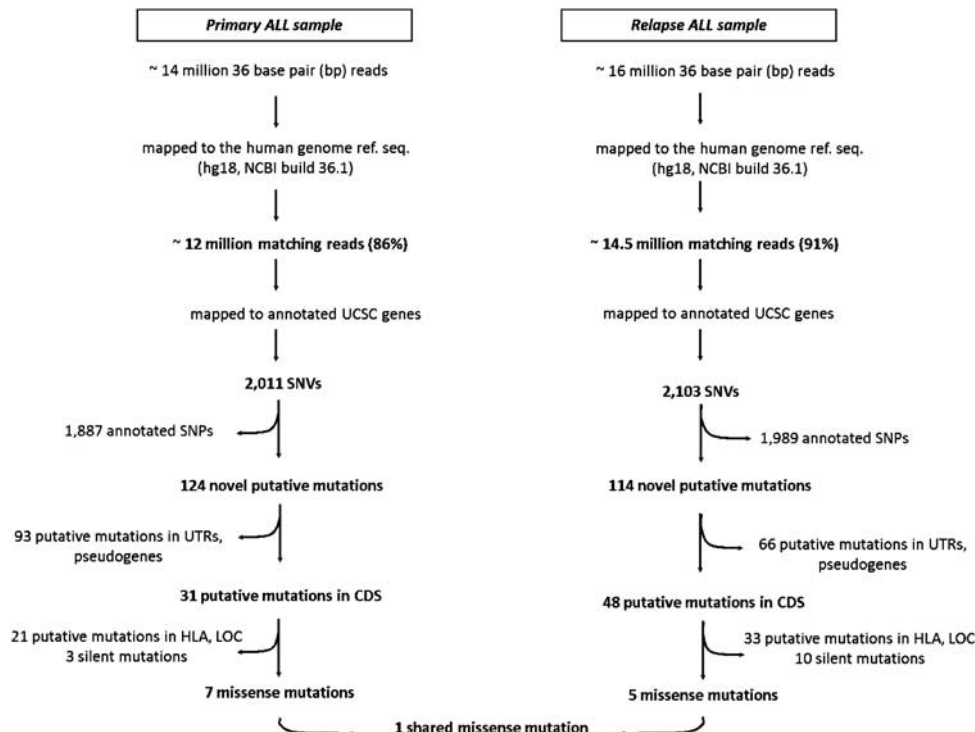 Primary ALL sample
~ 14 million 36 base pair (bp) reads
mapped to the human genome ref. seq.
(hg18, NCBI build 36.1)
~ 12 million matching reads (86%)
mapped to annotated UCSC genes
2,011 SNVs
1,887 annotated SNPs
124 novel putative mutations
93 putative mutations in UTRs,
pseudogenes
31 putative mutations in CDS
21 putative mutations in HLA, LOC
3 silent mutations
7 missense mutations
Relapse ALL sample
~ 16 million 36 base pair (bp) reads
mapped to the human genome ref. seq.
(hg18, NCBI build 36.1)
~ 14.5 million matching reads (91%)
mapped to annotated UCSC genes
2,103 SNVs
1,989 annotated SNPs
114 novel putative mutations
66 putative mutations in UTRs,
pseudogenes
48 putative mutations in CDS
33 putative mutations in HLA, LOC
10 silent mutations
5 missense mutations
1 shared missense mutation